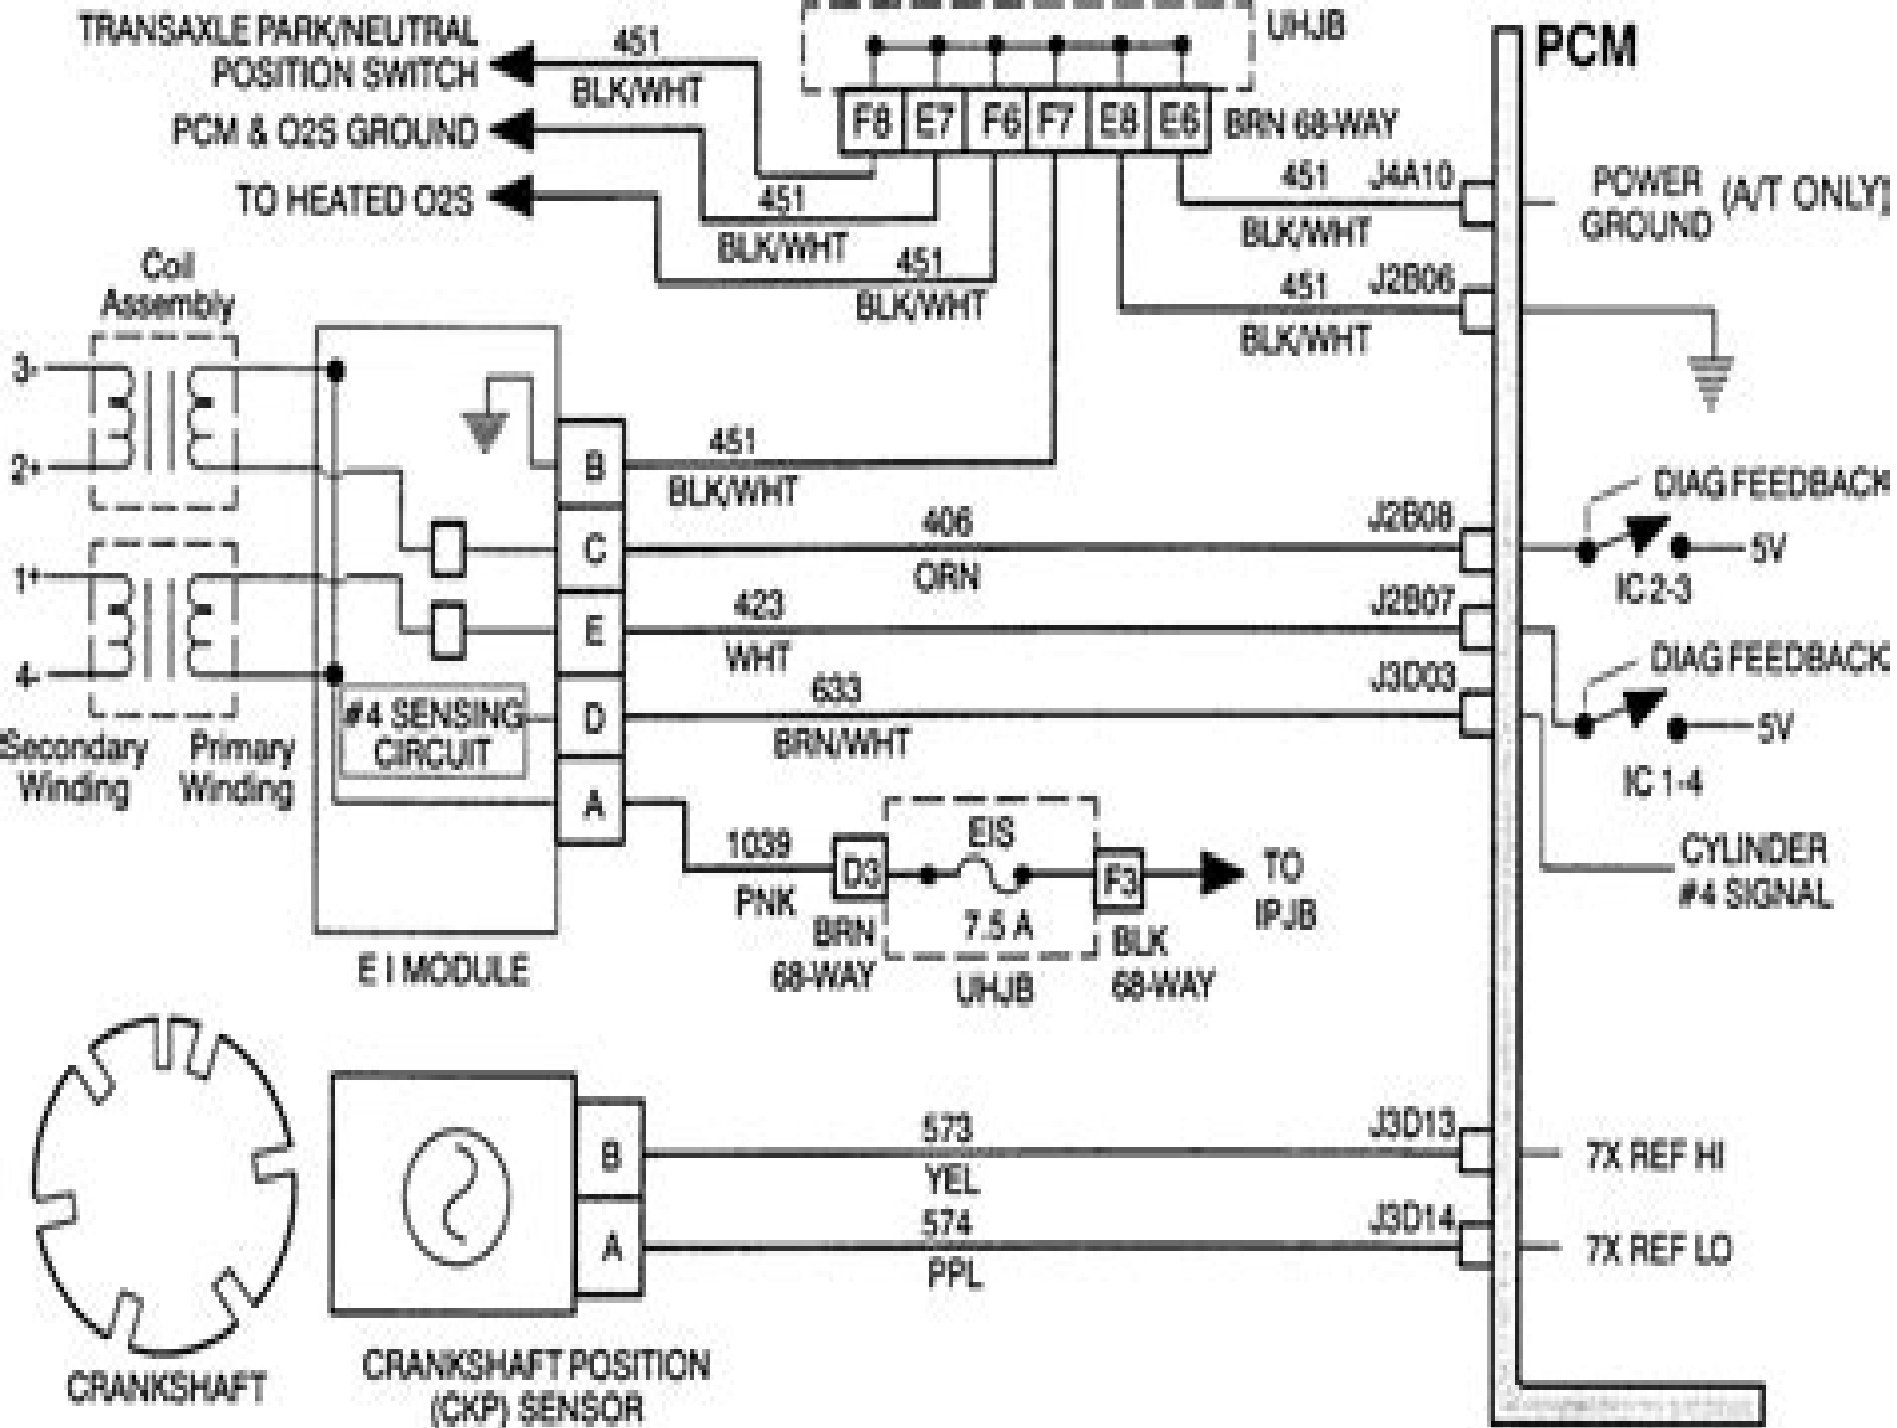 TRANSAXLE PARK/NEUTRAL
POSITION SWITCH
451
BLK/WHT
UHJB
PCM
PCM & O2S GROUND
F8 E7 F6 F7 E8 E6
BRN 68-WAY
TO HEATED O2S
451
BLK/WHT
451
BLK/WHT
451
J4A10
BLK/WHT
POWER
GROUND
(A/T ONLY)
451
J2B06
BLK/WHT
Coil
Assembly
3-
2+
1+
4-
Secondary
Winding
Primary
Winding
B
451
BLK/WHT
C
406
ORN
J2B08
DIAG FEEDBACK
5V
IC 2-3
E
423
WHT
J2B07
DIAG FEEDBACK
5V
IC 1-4
#4 SENSING
CIRCUIT
D
633
BRN/WHT
J3D03
CYLINDER
#4 SIGNAL
A
1039
PNK
D3
BRN
68-WAY
EIS
7.5 A
UHJB
F3
BLK
68-WAY
TO
IPJB
E I MODULE
CRANKSHAFT
CRANKSHAFT POSITION
(CKP) SENSOR
B
573
YEL
J3D13
7X REF HI
A
574
PPL
J3D14
7X REF LO